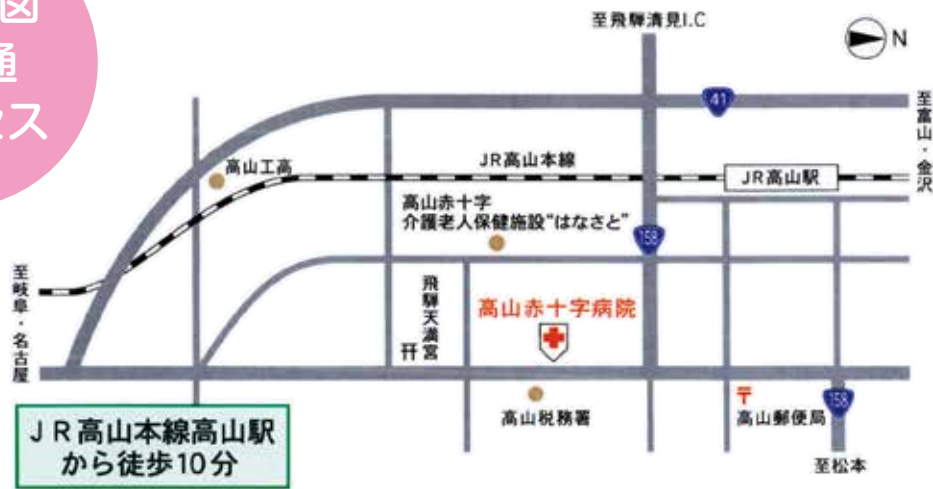 図
通
セス
至飛騨清見I.C
N
41
至富山・金沢
高山工高
JR高山本線
JR高山駅
高山赤十字
介護老人保健施設"はなさと"
158
至岐阜・名古屋
飛騨天満宮
高山赤十字病院
高山税務署
〒
高山郵便局
158
至松本
JR高山本線高山駅
から徒歩10分